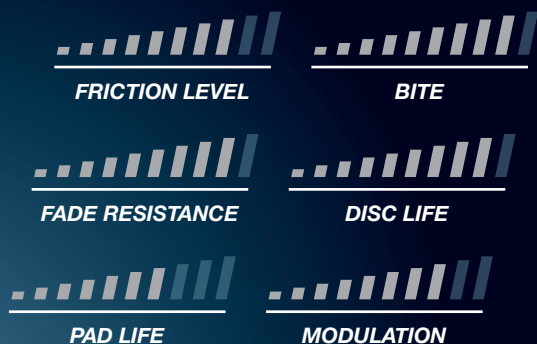 FRICTION LEVEL
BITE
FADE RESISTANCE
DISC LIFE
PAD LIFE
MODULATION